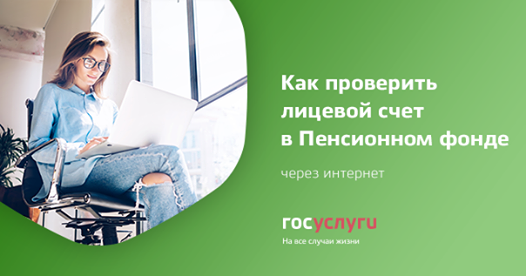 Как проверить
лицевой счет
в Пенсионном фонде
через интернет
госуслуги
На все случаи жизни